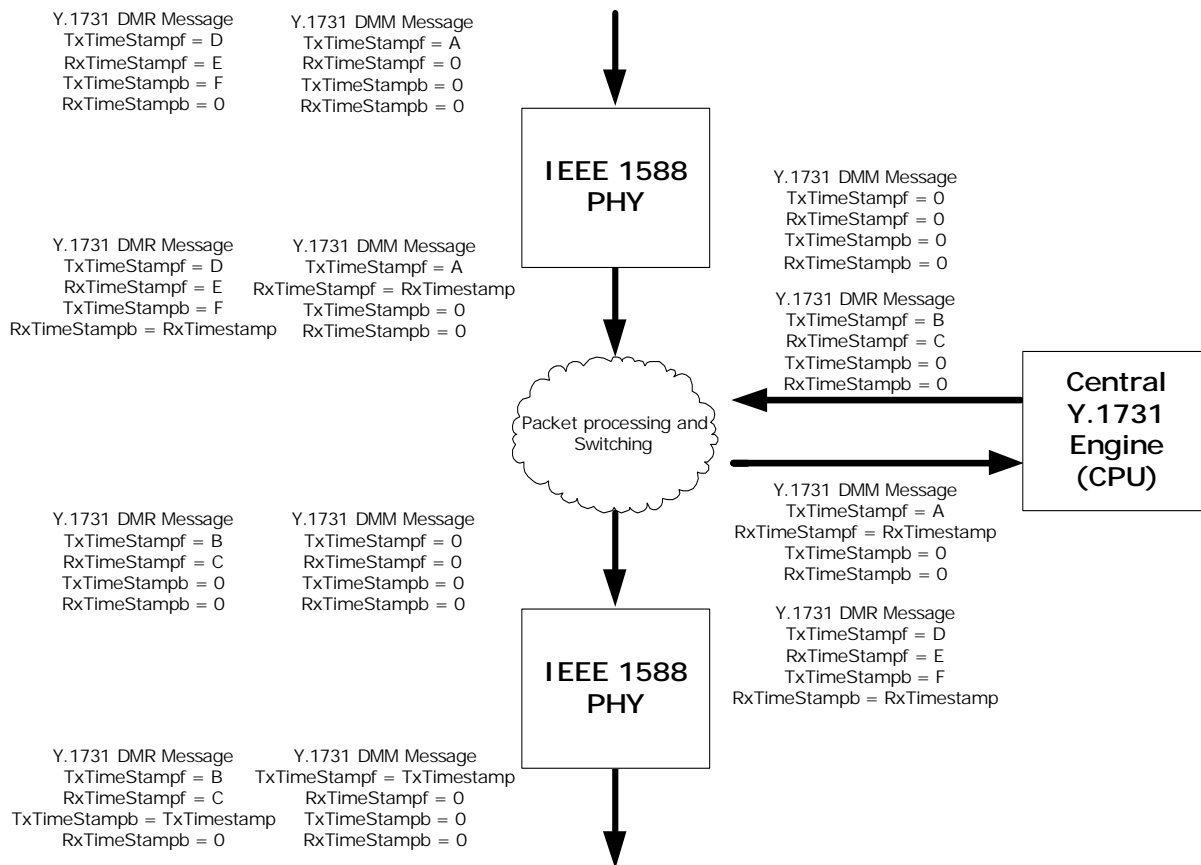 Y.1731 DMR Message
TxTimeStampf = D
RxTimeStampf = E
TxTimeStampb = F
RxTimeStampb = 0
Y.1731 DMM Message
TxTimeStampf = A
RxTimeStampf = 0
TxTimeStampb = 0
RxTimeStampb = 0
IEEE 1588
PHY
Y.1731 DMR Message
TxTimeStampf = D
RxTimeStampf = E
TxTimeStampb = F
RxTimeStampb = RxTimestamp
Y.1731 DMM Message
TxTimeStampf = A
RxTimeStampf = RxTimestamp
TxTimeStampb = 0
RxTimeStampb = 0
Y.1731 DMM Message
TxTimeStampf = 0
RxTimeStampf = 0
TxTimeStampb = 0
RxTimeStampb = 0
Y.1731 DMR Message
TxTimeStampf = B
RxTimeStampf = C
TxTimeStampb = 0
RxTimeStampb = 0
Packet processing and
Switching
Central
Y.1731
Engine
(CPU)
Y.1731 DMM Message
TxTimeStampf = A
RxTimeStampf = RxTimestamp
TxTimeStampb = 0
RxTimeStampb = 0
Y.1731 DMR Message
TxTimeStampf = D
RxTimeStampf = E
TxTimeStampb = F
RxTimeStampb = RxTimestamp
Y.1731 DMR Message
TxTimeStampf = B
RxTimeStampf = C
TxTimeStampb = 0
RxTimeStampb = 0
Y.1731 DMM Message
TxTimeStampf = 0
RxTimeStampf = 0
TxTimeStampb = 0
RxTimeStampb = 0
IEEE 1588
PHY
Y.1731 DMR Message
TxTimeStampf = B
RxTimeStampf = C
TxTimeStampb = TxTimestamp
RxTimeStampb = 0
Y.1731 DMM Message
TxTimeStampf = TxTimestamp
RxTimeStampf = 0
TxTimeStampb = 0
RxTimeStampb = 0